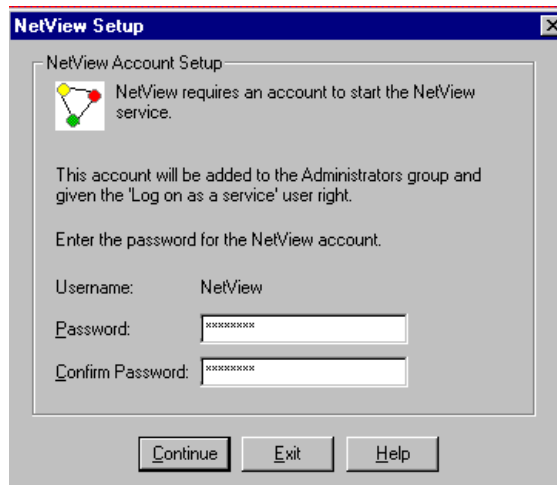 NetView Setup
NetView Account Setup
NetView requires an account to start the NetView
service.
This account will be added to the Administrators group and
given the 'Log on as a service' user right.
Enter the password for the NetView account.
Username: NetView
Password: ********
Confirm Password: ********
Continue Exit Help